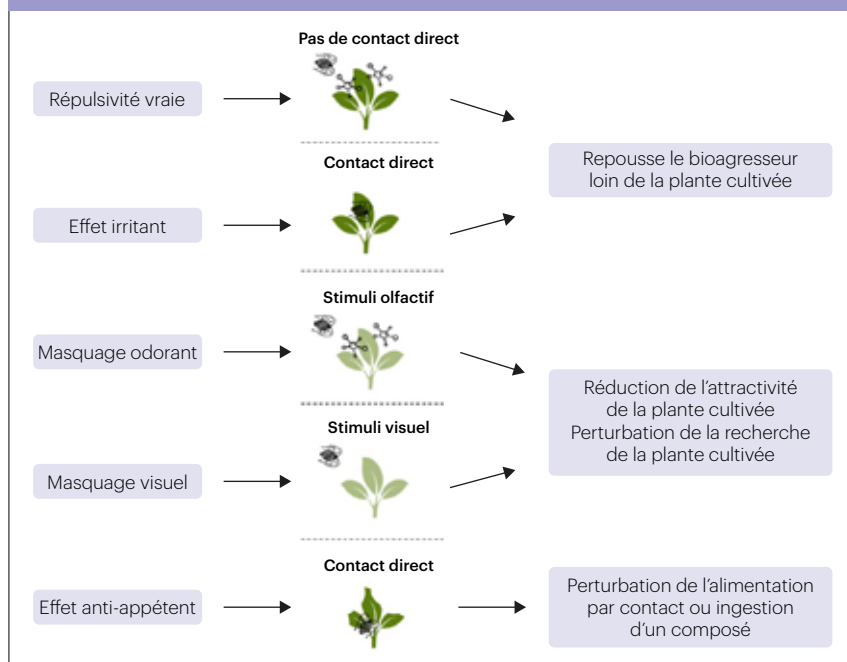 Pas de contact direct
Répulsivité vraie
Contact direct
Repousse le bioagresseur
loin de la plante cultivée
Effet irritant
Stimuli olfactif
Masquage odorant
Réduction de l'attractivité
de la plante cultivée
Perturbation de la recherche
de la plante cultivée
Stimuli visuel
Masquage visuel
Contact direct
Effet anti-appétent
Perturbation de l'alimentation
par contact ou ingestion
d'un composé